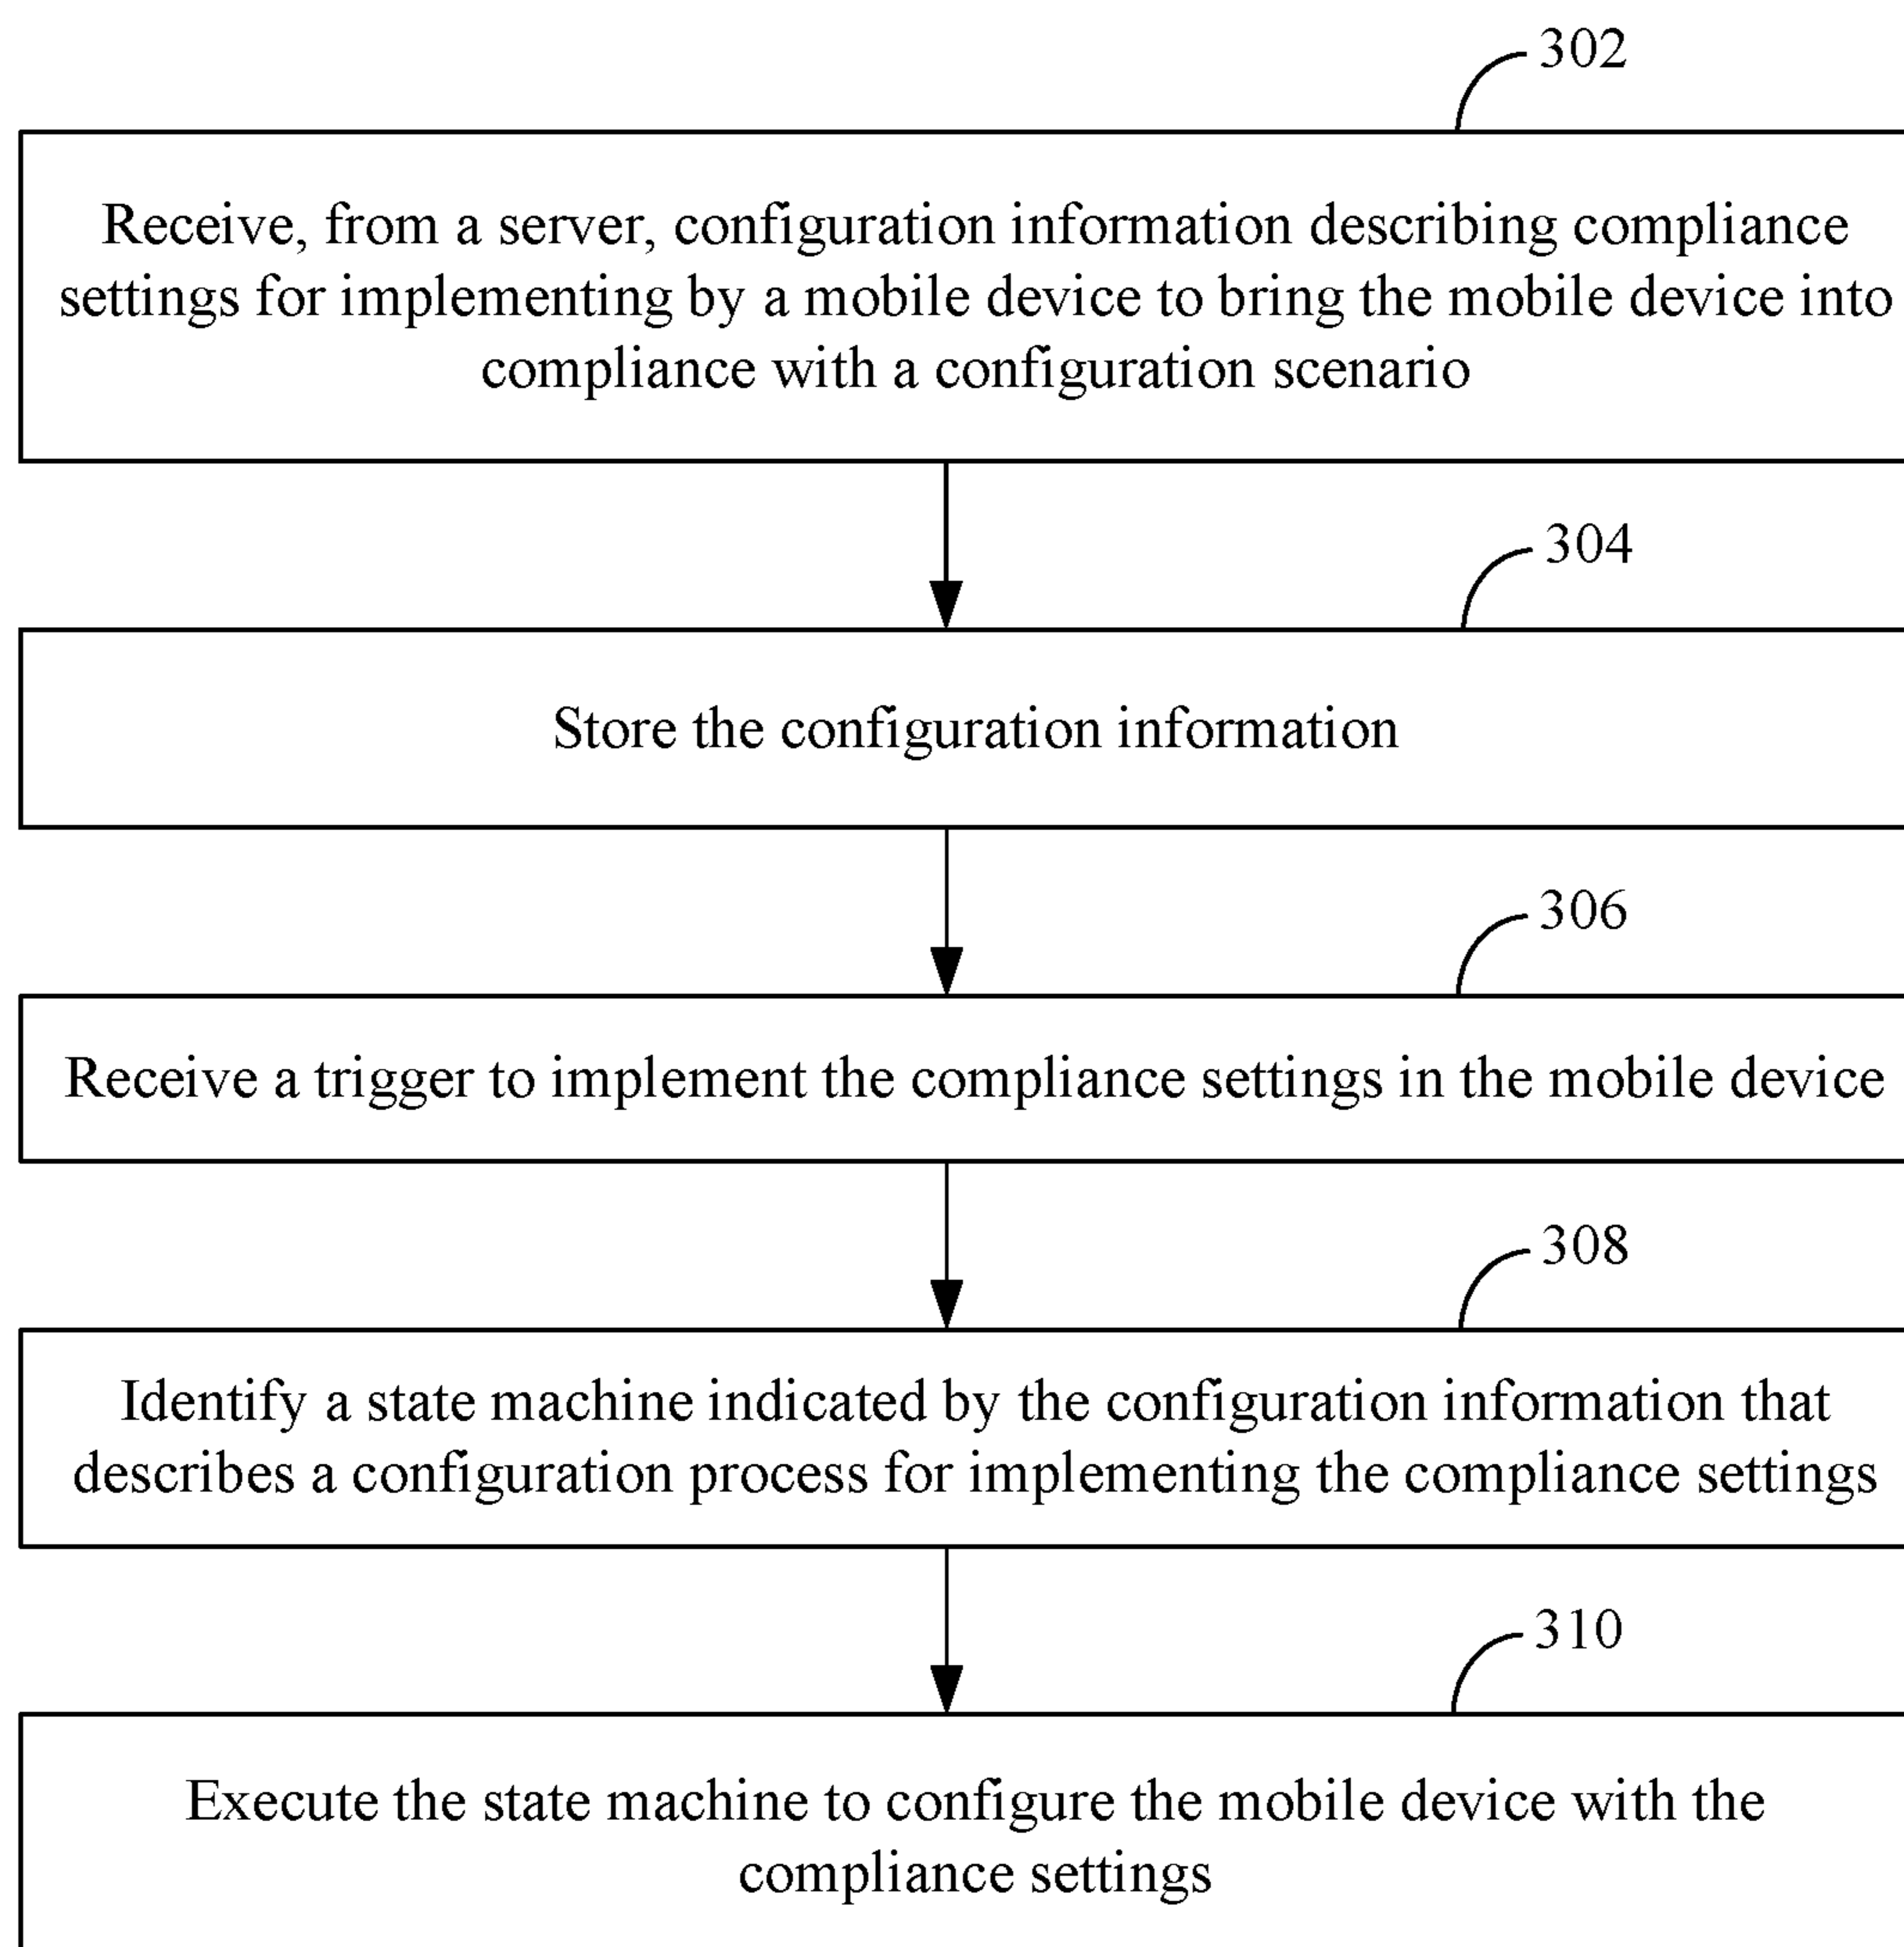 302
Receive, from a server, configuration information describing compliance
settings for implementing by a mobile device to bring the mobile device into
compliance with a configuration scenario
304
Store the configuration information
306
Receive a trigger to implement the compliance settings in the mobile device
308
Identify a state machine indicated by the configuration information that
describes a configuration process for implementing the compliance settings
310
Execute the state machine to configure the mobile device with the
compliance settings